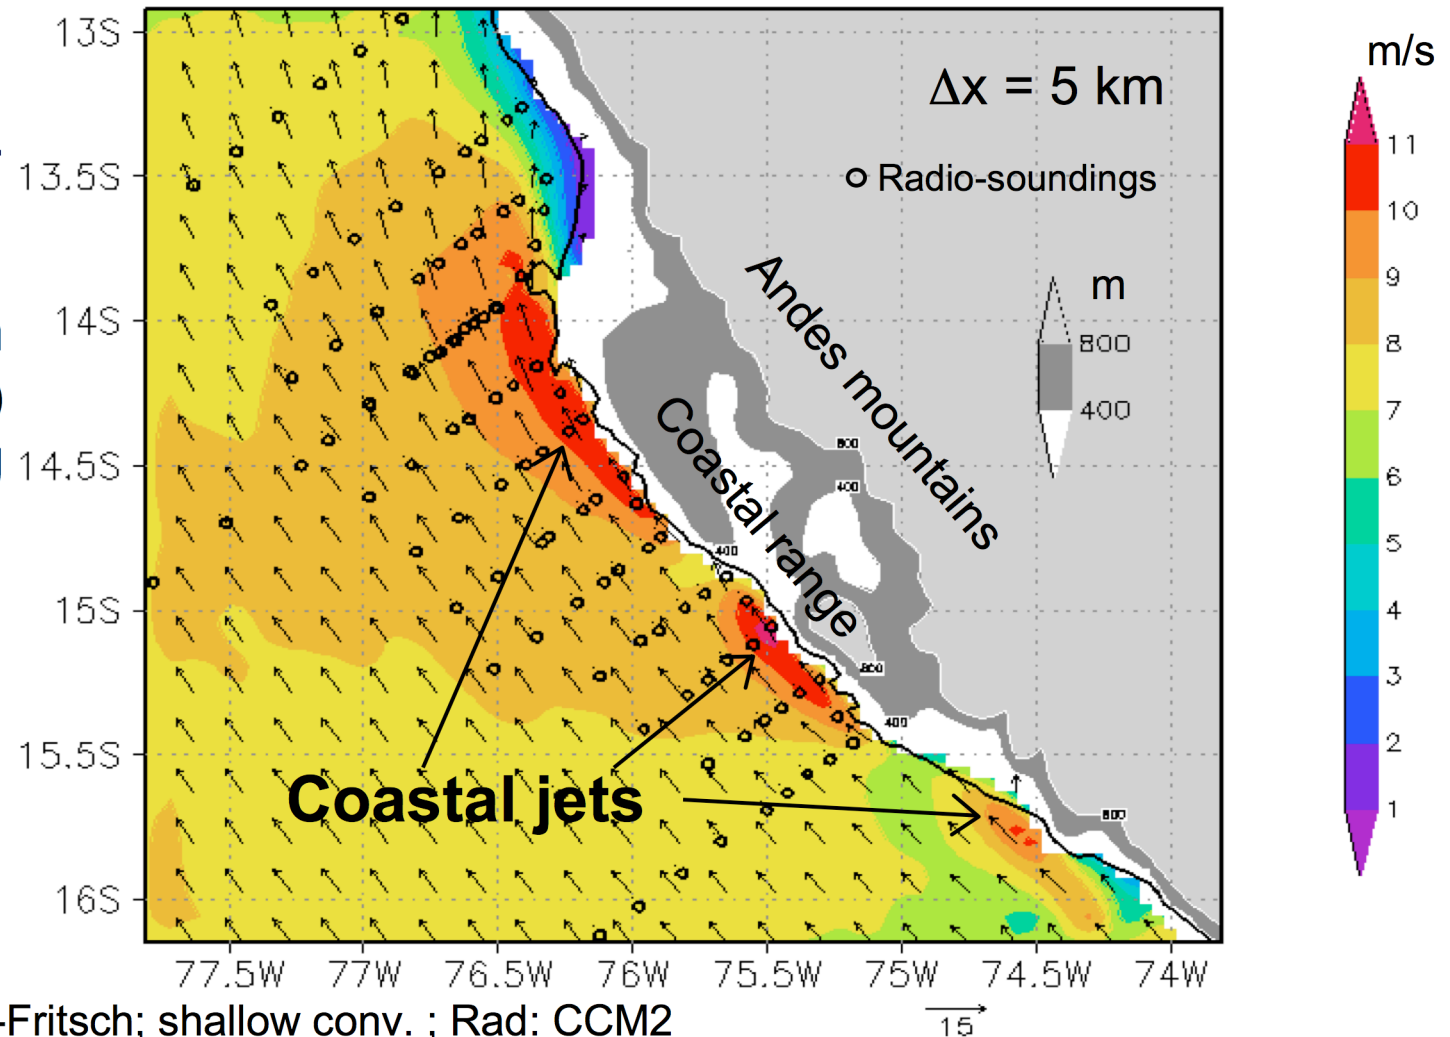 m/s
13S
Δx = 5 km
11
13.5S
Radio-soundings
10
9
m
14S
800
8
Andes mountains
400
7
Coastal range
800
14.5S
400
6
400
5
15S
4
800
3
400
15.5S
2
Coastal jets
1
800
16S
77.5W 77W 76.5W 76W 75.5W 75W 74.5W 74W
-Fritsch; shallow conv. ; Rad: CCM2
15